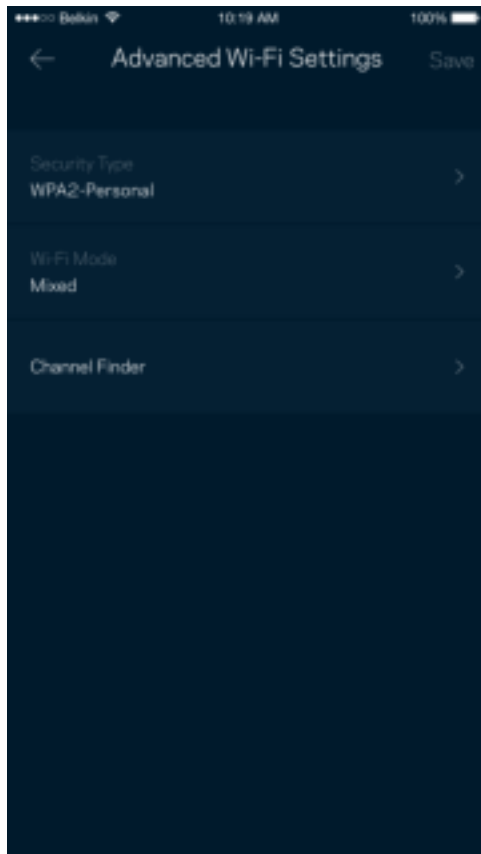 Belkin 10:19 AM 100%
Advanced Wi-Fi Settings Save
Security Type
WPA2-Personal
Wi-Fi Mode
Mixed
Channel Finder